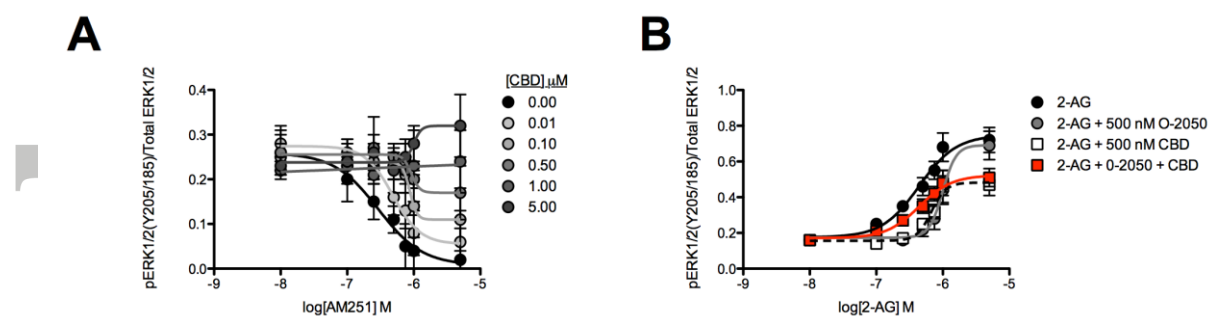 A
pERK1/2(Y205/185)/Total ERK1/2
0.4
0.3
0.2
0.1
0.0
-9
-8
-7
-6
-5
log[AM251] M
[CBD] µM
0.00
0.01
0.10
0.50
1.00
5.00
B
pERK1/2(Y205/185)/Total ERK1/2
1.0
0.8
0.6
0.4
0.2
0.0
-9
-8
-7
-6
-5
log[2-AG] M
2-AG
2-AG + 500 nM O-2050
2-AG + 500 nM CBD
2-AG + 0-2050 + CBD